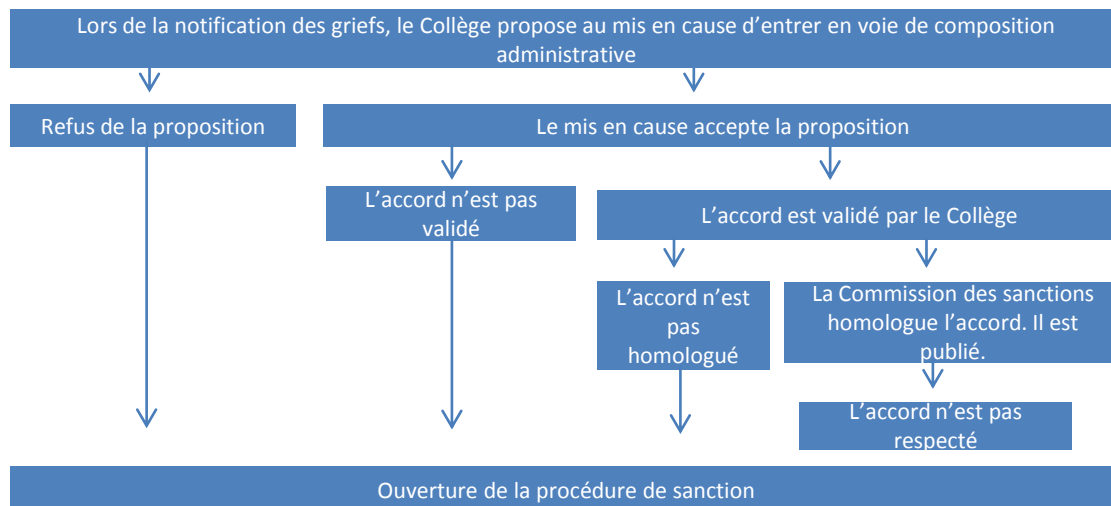 Lors de la notification des griefs, le Collège propose au mis en cause d'entrer en voie de composition
administrative
Refus de la proposition
Le mis en cause accepte la proposition
L'accord n'est pas
validé
L'accord est validé par le Collège
L'accord n'est
pas
homologué
La Commission des sanctions
homologue l'accord. Il est
publié.
L'accord n'est pas
respecté
Ouverture de la procédure de sanction